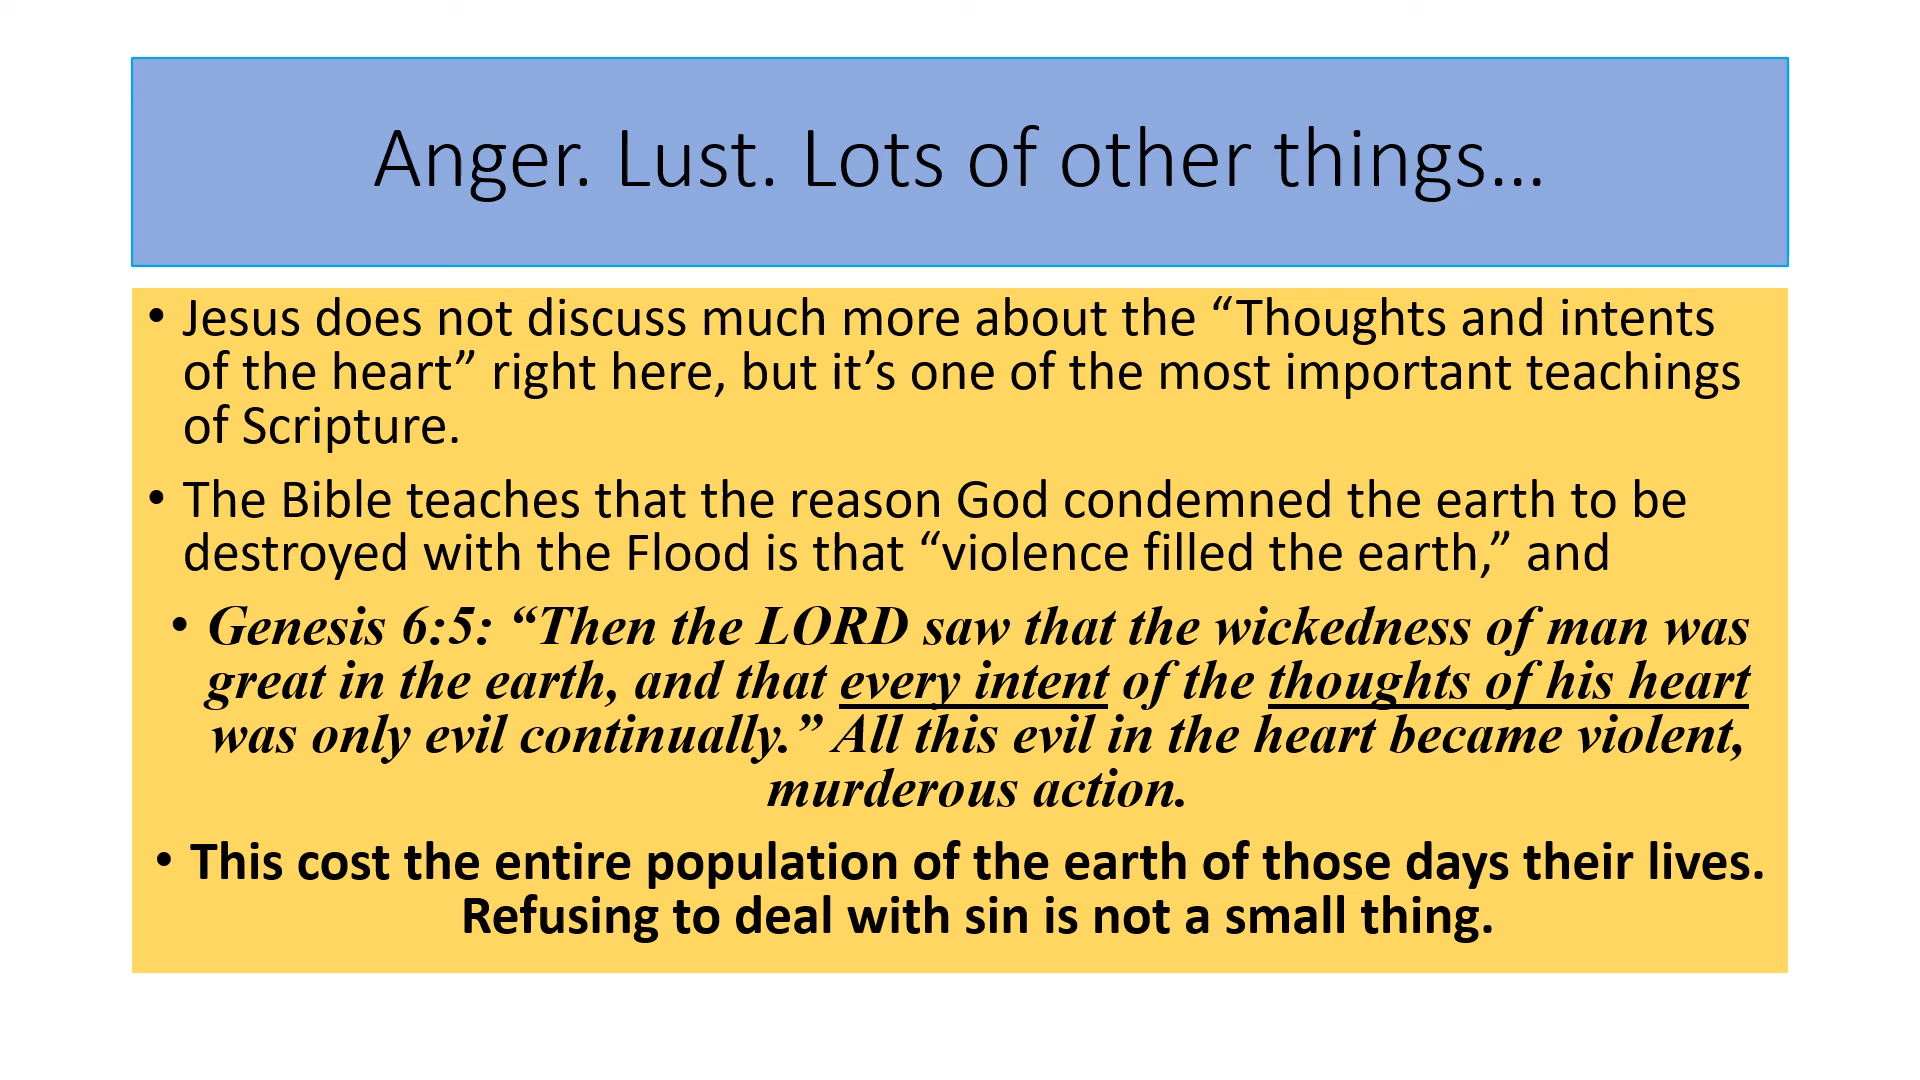 Anger. Lust. Lots of other things…
• Jesus does not discuss much more about the “Thoughts and intents
of the heart” right here, but it’s one of the most important teachings
of Scripture.
• The Bible teaches that the reason God condemned the earth to be
destroyed with the Flood is that “violence filled the earth,” and
• Genesis 6:5: “Then the LORD saw that the wickedness of man was
great in the earth, and that every intent of the thoughts of his heart
was only evil continually.” All this evil in the heart became violent,
murderous action.
• This cost the entire population of the earth of those days their lives.
Refusing to deal with sin is not a small thing.